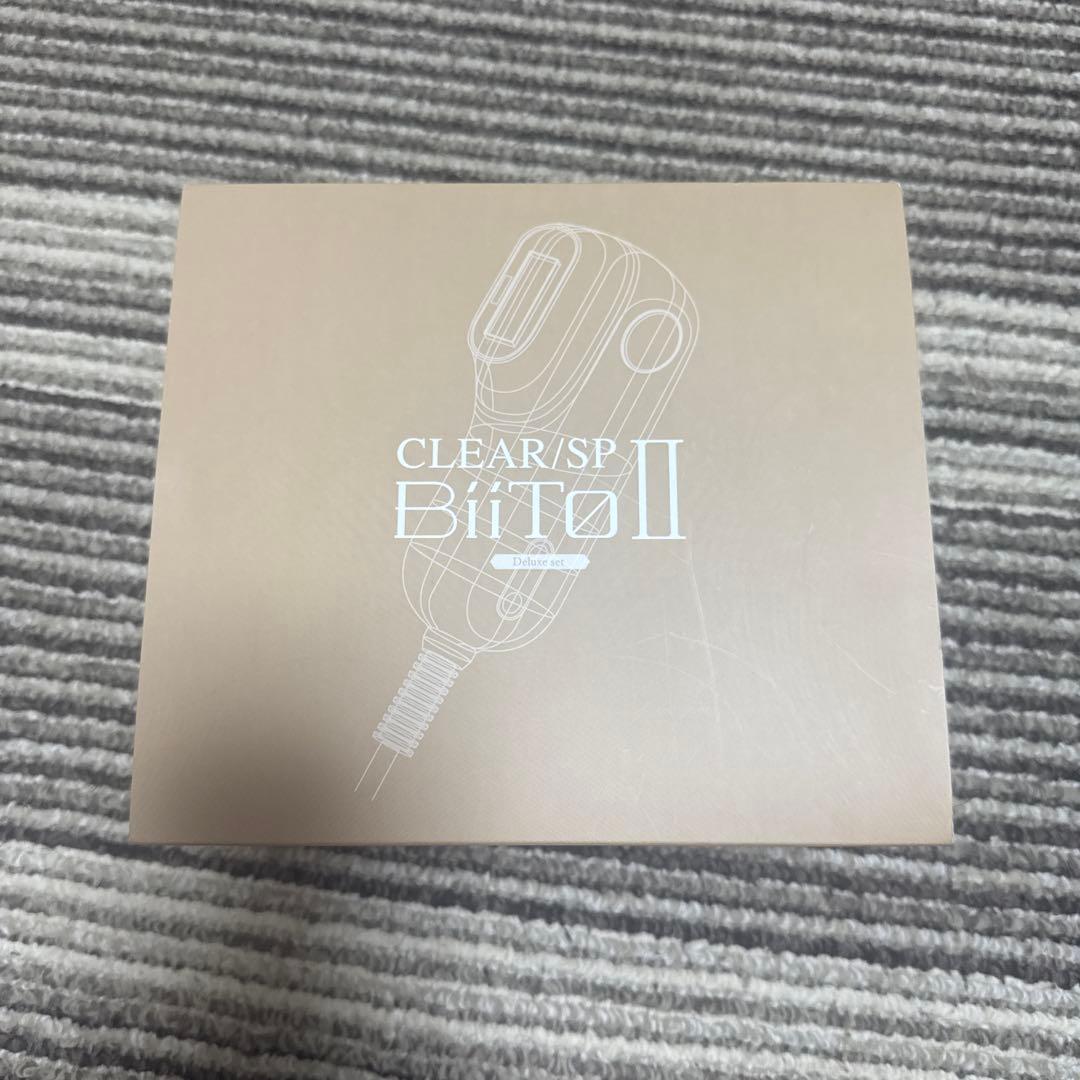 CLEAR/SP
BiiTo II
Deluxe set